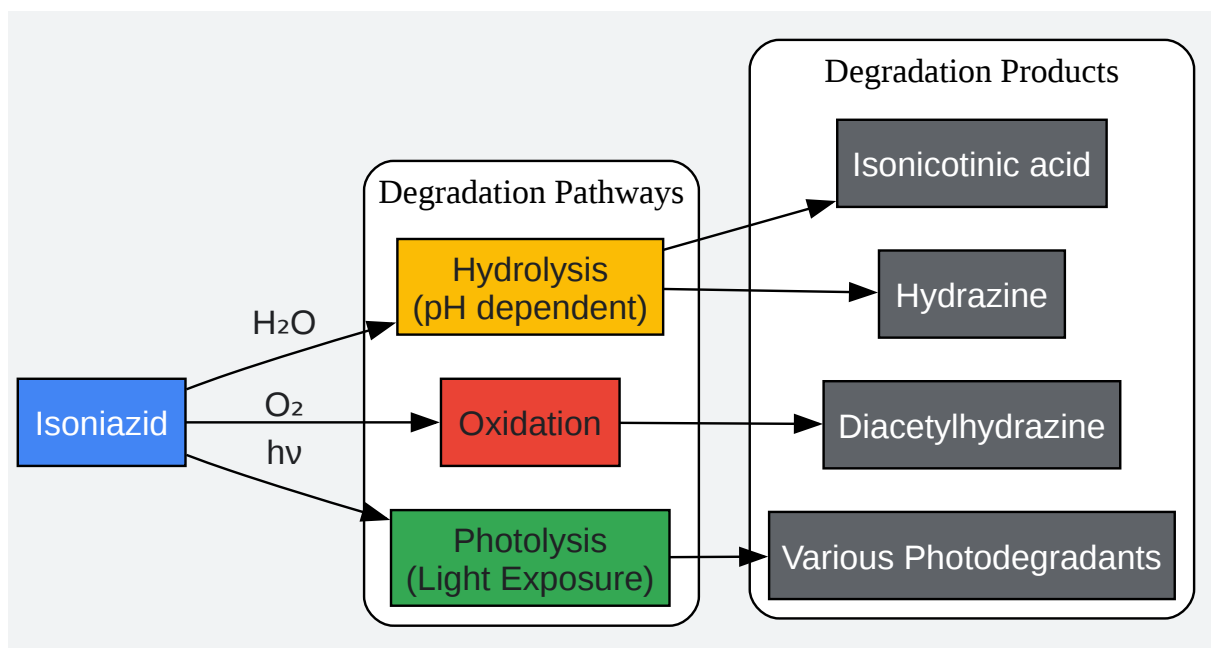 Degradation Products
Isonicotinic acid
Degradation Pathways
Hydrolysis
(pH dependent)
Hydrazine
H₂O
Isoniazid
O₂
Oxidation
Diacetylhydrazine
hν
Photolysis
(Light Exposure)
Various Photodegradants